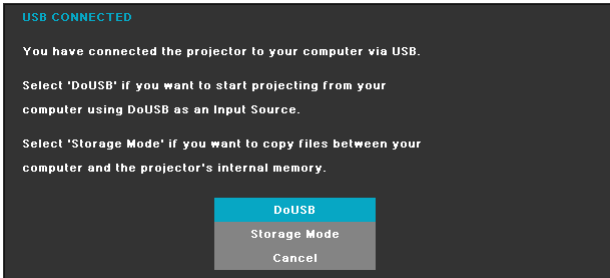 USB CONNECTED
You have connected the projector to your computer via USB.
Select 'DoUSB' if you want to start projecting from your
computer using DoUSB as an Input Source.
Select 'Storage Mode' if you want to copy files between your
computer and the projector's internal memory.
DoUSB
Storage Mode
Cancel